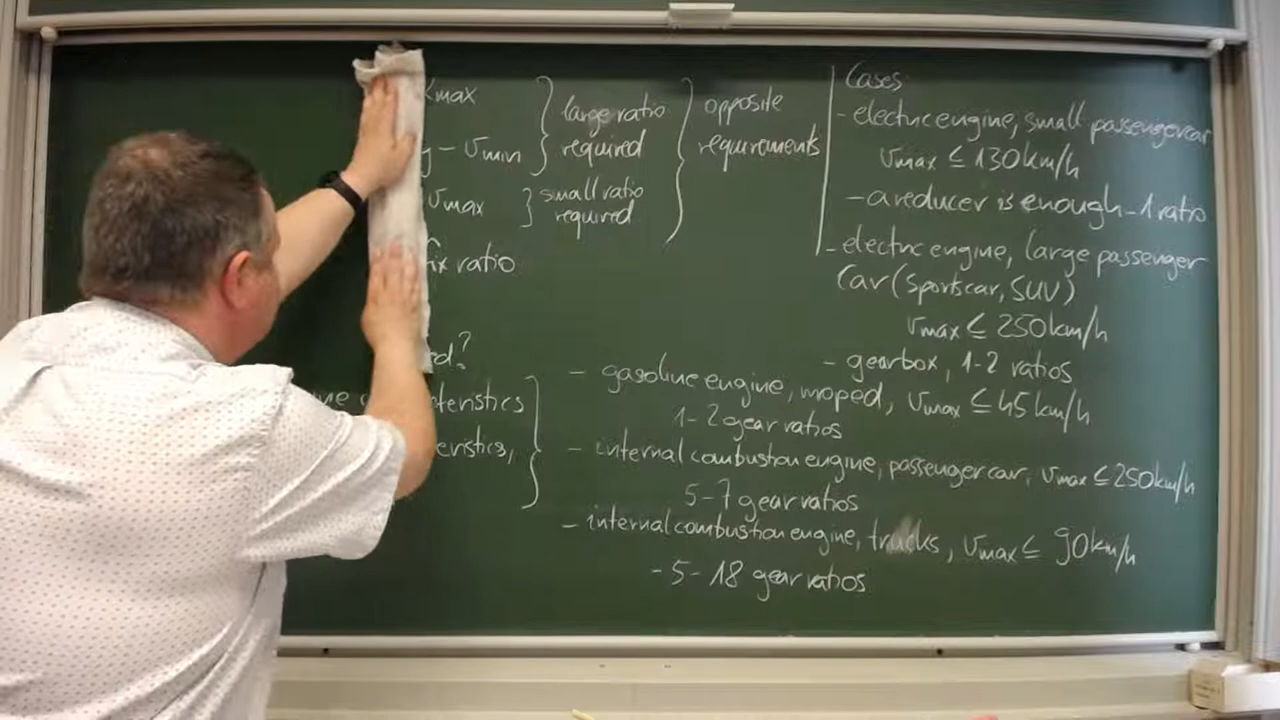 max
large ratio
required
- vmin
vmax
small ratio
required
fix ratio
opposite
requirements
Cases
- electric engine, small passenger car
vmax ≤ 130 km/h
- a reducer is enough - 1 ratio
- electric engine, large passenger
Car (Sportscar, SUV)
vmax ≤ 250 km/h
- gearbox, 1-2 ratios
- gasoline engine, moped, vmax ≤ 45 km/h
1-2 gear ratios
- internal combustion engine, passenger car, vmax ≤ 250 km/h
5-7 gear ratios
- internal combustion engine, trucks, vmax ≤ 90 km/h
- 5-18 gear ratios